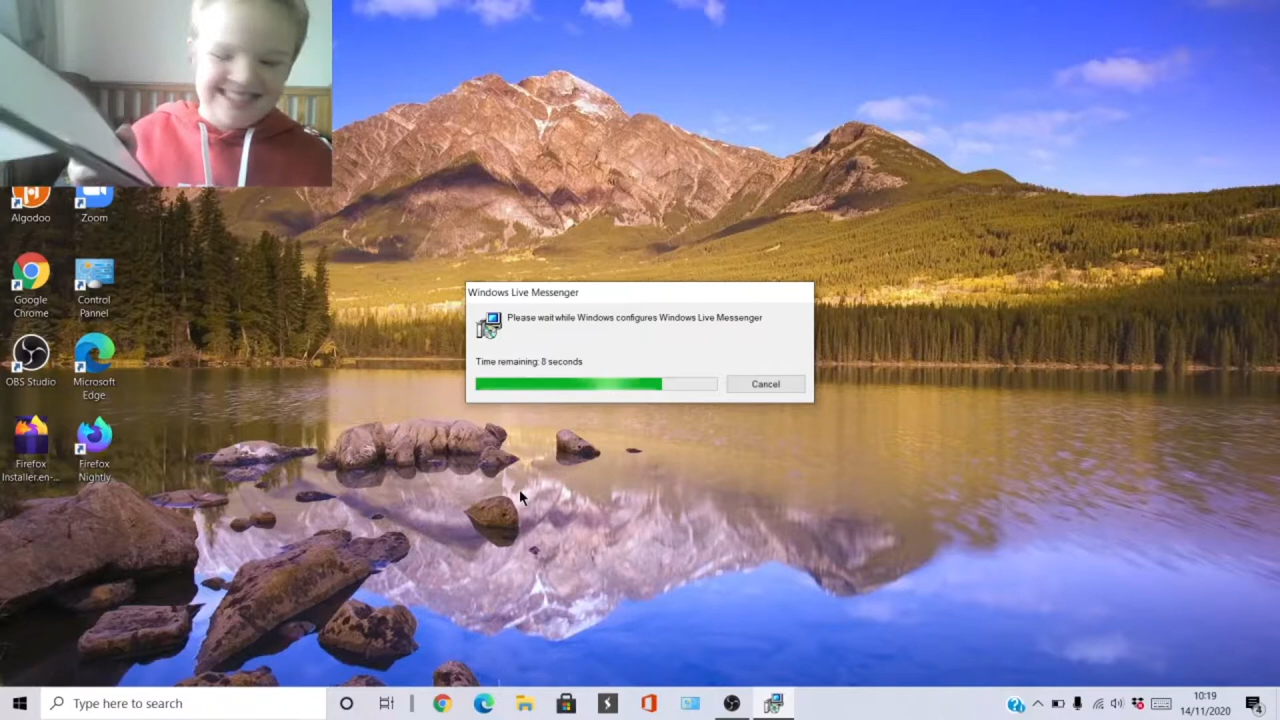 Algodoo
Zoom
Google
Chrome
Control
Panel
OBS Studio
Microsoft
Edge
Firefox
Installer.en-...
Firefox
Nightly
Windows Live Messenger
Please wait while Windows configures Windows Live Messenger
Time remaining: 8 seconds
Cancel
Type here to search
10:19
14/11/2020
4